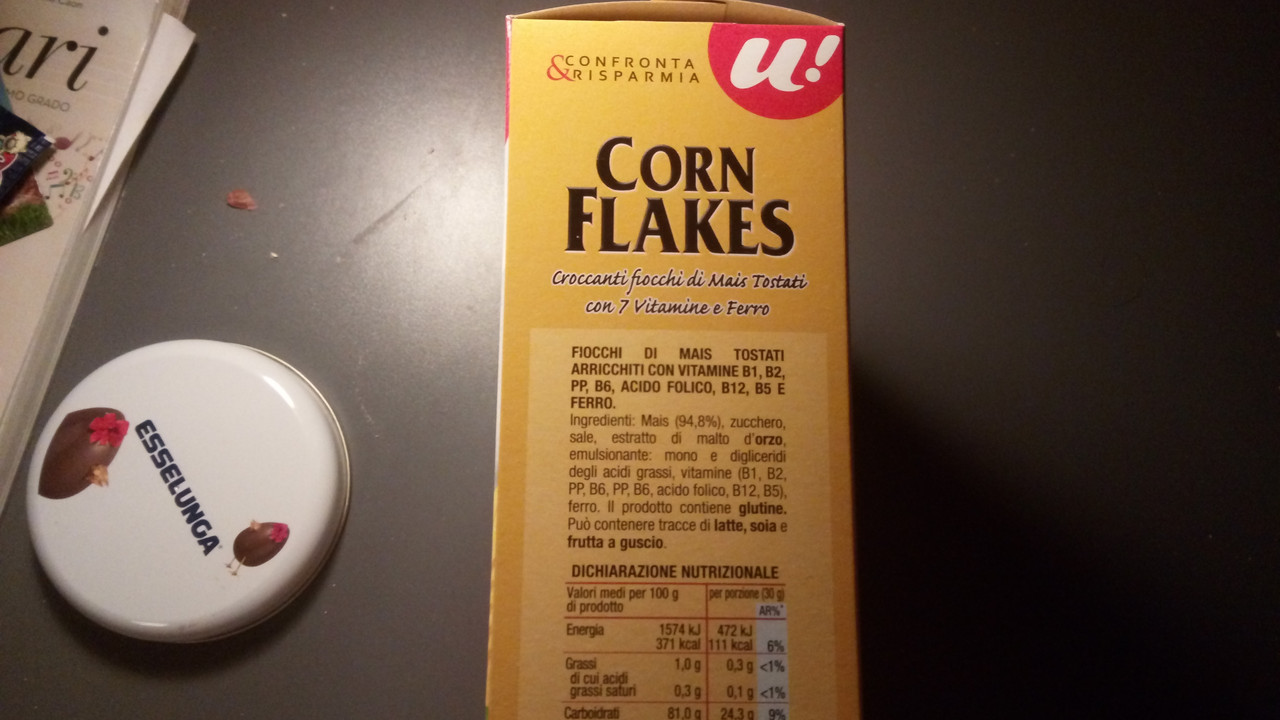 ari
MO GRADO
ESSELUNGA
CONFRONTA
&RISPARMIA
u!
CORN
FLAKES
Croccanti fiocchi di Mais Tostati
con 7 Vitamine e Ferro
FIOCCHI DI MAIS TOSTATI
ARRICCHITI CON VITAMINE B1, B2,
PP, B6, ACIDO FOLICO, B12, B5 E
FERRO.
Ingredienti: Mais (94,8%), zucchero,
sale, estratto di malto d'orzo,
emulsionante: mono e digliceridi
degli acidi grassi, vitamine (B1, B2,
PP, B6, PP, B6, acido folico, B12, B5),
ferro. Il prodotto contiene glutine.
Può contenere tracce di latte, soia e
frutta a guscio.
DICHIARAZIONE NUTRIZIONALE
Valori medi per 100 g per porzione (30 g)
di prodotto AR%*
Energia 1574 kJ 472 kJ
371 kcal 111 kcal 6%
Grassi 1,0 g 0,3 g <1%
di cui acidi
grassi saturi 0,3 g 0,1 g <1%
Carboidrati 81,0 g 24,3 g 9%